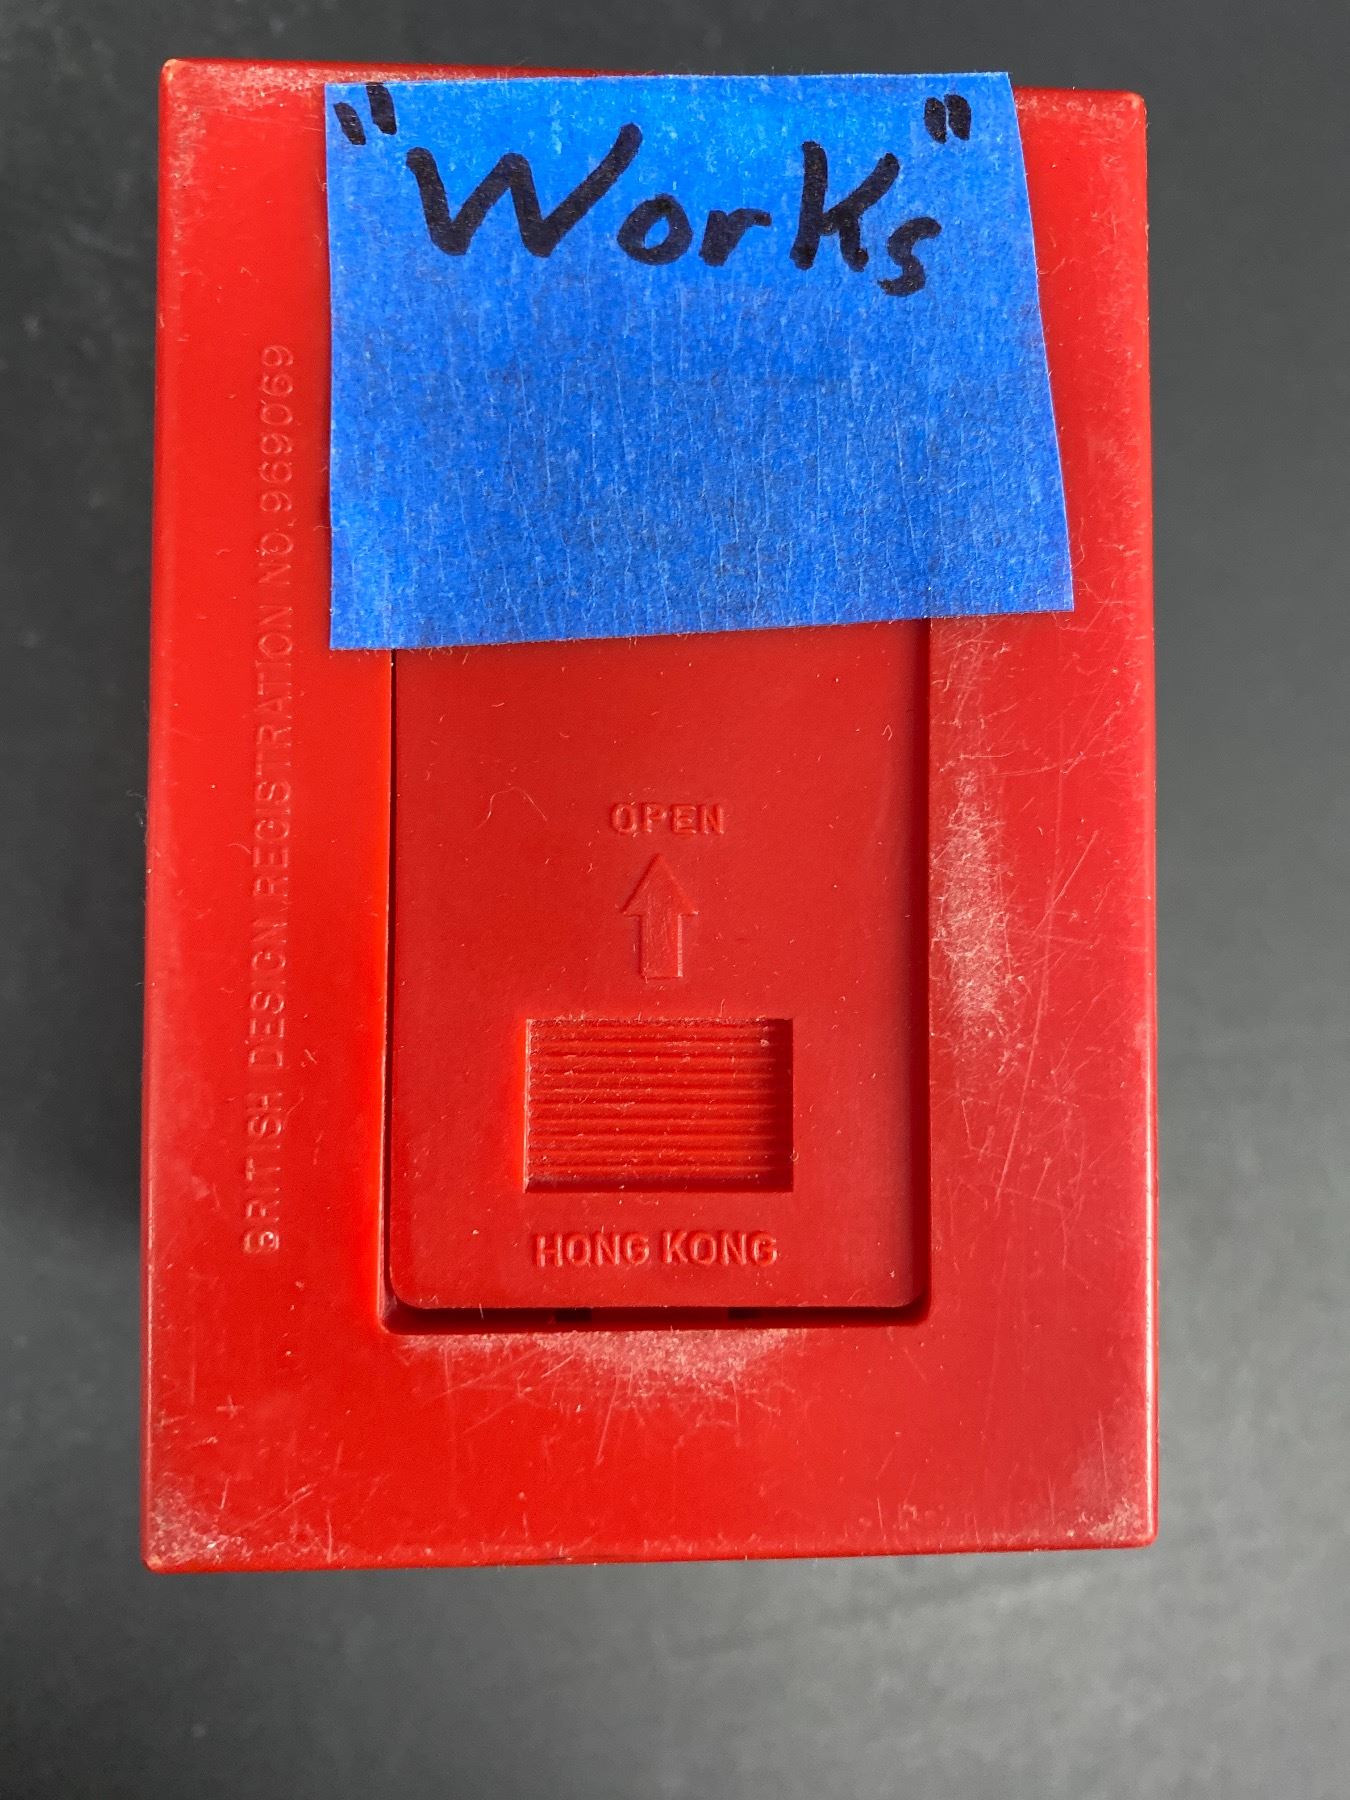 "Works"
BRITISH DESIGN REGISTRATION NO. 969069
OPEN
HONG KONG